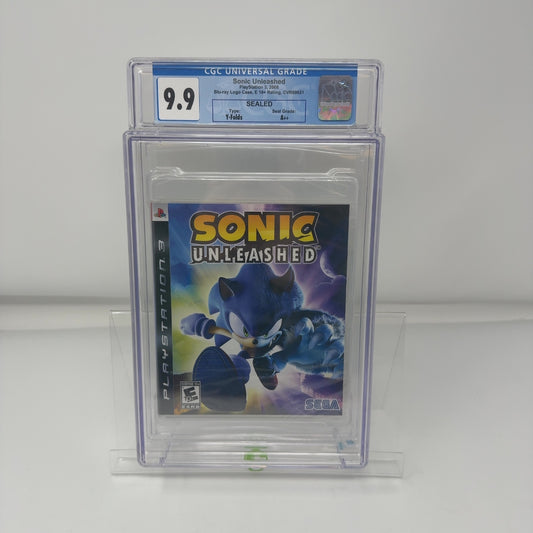 CGC UNIVERSAL GRADE
9.9
Sonic Unleashed
PlayStation 3, 2008
Blu-ray Logo Case, E 10+ Rating,
SEALED
Type:
Y-Folds
Seal Grade:
A++
PLAYSTATION 3
SONIC
UNLEASHED
E
SEGA